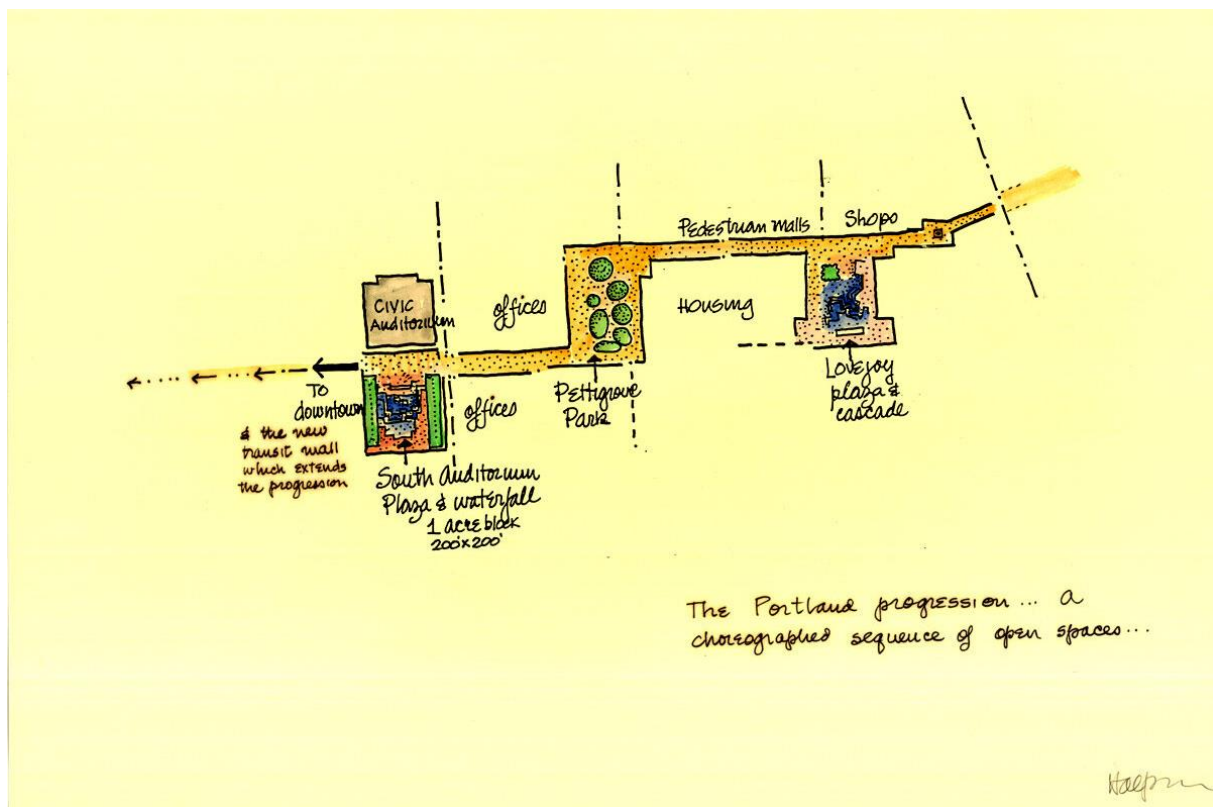 Pedestrian malls
Shops
CIVIC
Auditorium
offices
HOUSING
To
downtown
& the new
transit mall
which extends
the progression
offices
Pettigrove
Park
Lovejoy
plaza &
cascade
South Auditorium
Plaza & waterfall
1 acre block
200'x200'
The Portland progression... a
choreographed sequence of open spaces...